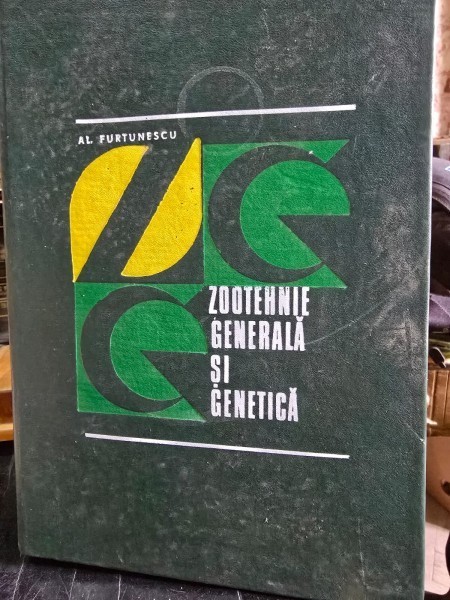 AL. FURTUNESCU
Z G
G
ZOOTEHNIE
GENERALĂ
ȘI
GENETICĂ